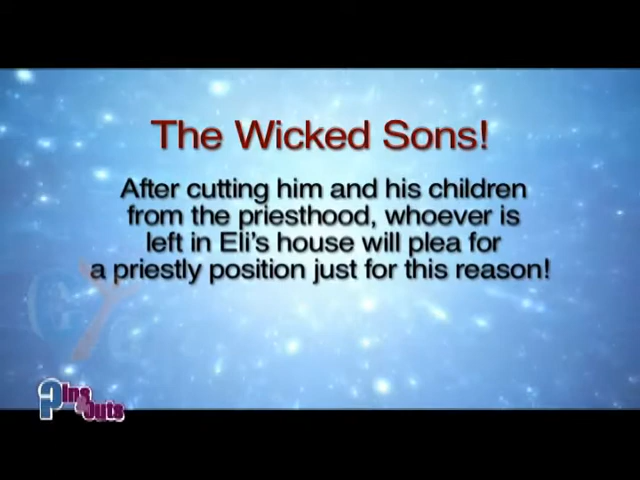 The Wicked Sons!
After cutting him and his children
from the priesthood, whoever is
left in Eli's house will plea for
a priestly position just for this reason!
Ins
Outs